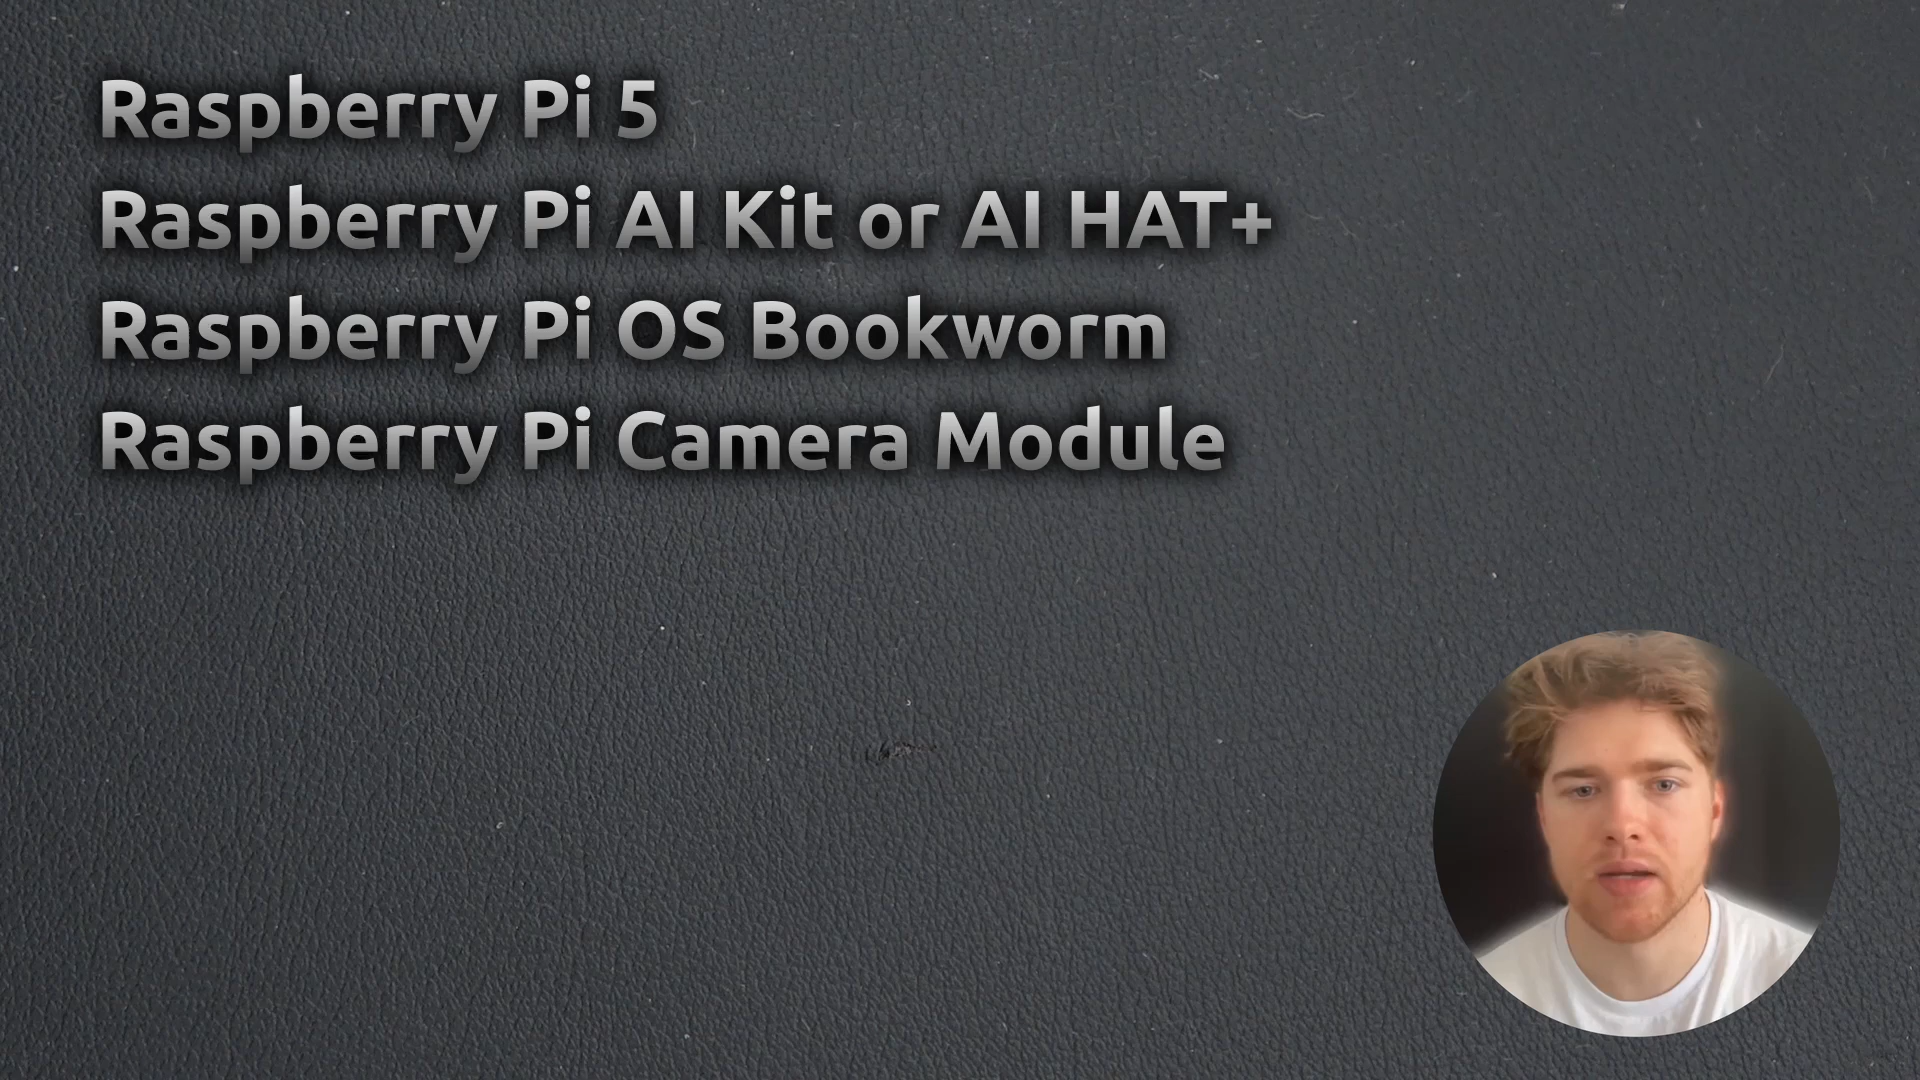 Raspberry Pi 5
Raspberry Pi AI Kit or AI HAT+
Raspberry Pi OS Bookworm
Raspberry Pi Camera Module